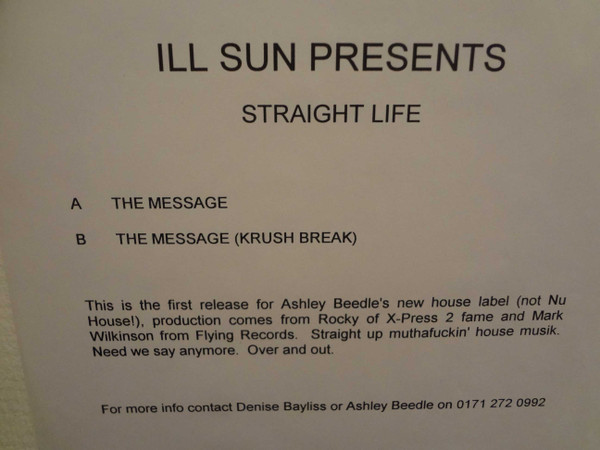 ILL SUN PRESENTS
STRAIGHT LIFE
A THE MESSAGE
B THE MESSAGE (KRUSH BREAK)
This is the first release for Ashley Beedle's new house label (not Nu
House!), production comes from Rocky of X-Press 2 fame and Mark
Wilkinson from Flying Records. Straight up muthafuckin' house musik.
Need we say anymore. Over and out.
For more info contact Denise Bayliss or Ashley Beedle on 0171 272 0992